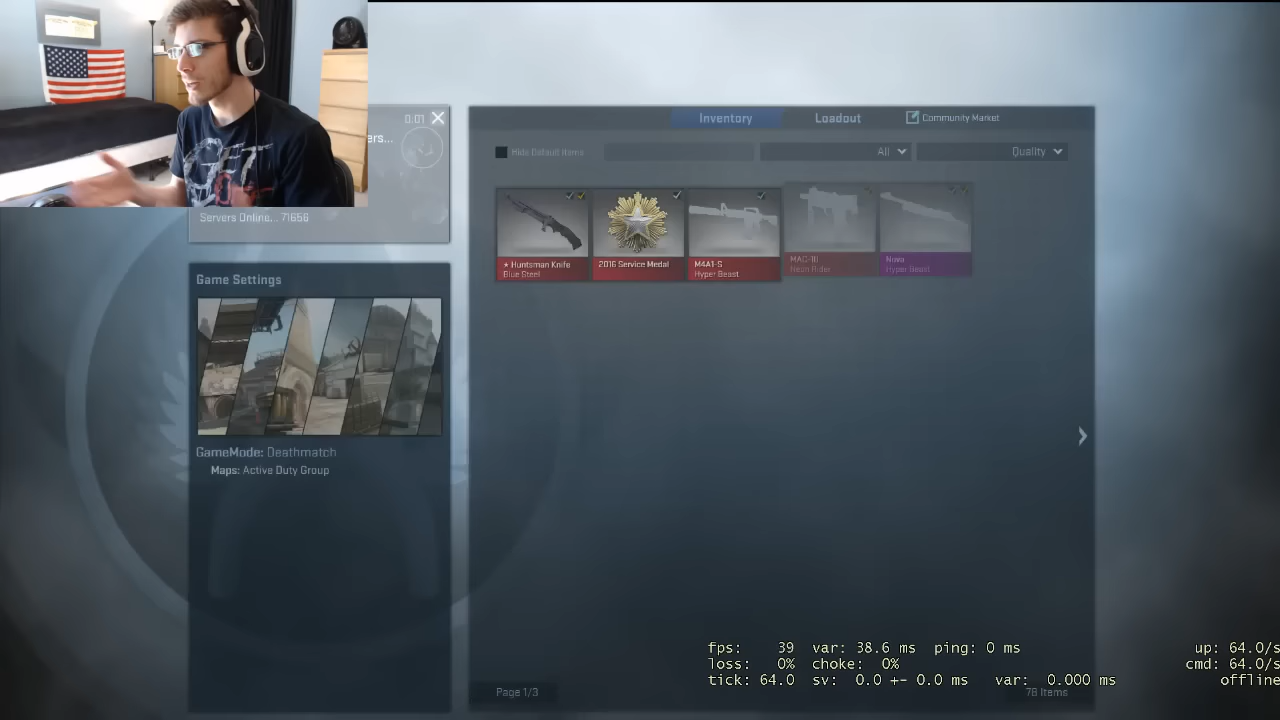 0:01
ers...
Servers Online... 71656
Inventory
Loadout
Community Market
Hide Default Items
All
Quality
★ Huntsman Knife
Blue Steel
2016 Service Medal
M4A1-S
Hyper Beast
MAC-10
Neon Rider
Nova
Hyper Beast
Game Settings
GameMode: Deathmatch
Maps: Active Duty Group
fps: 39 var: 38.6 ms ping: 0 ms
loss: 0% choke: 0%
tick: 64.0 sv: 0.0 +- 0.0 ms var: 0.000 ms
up: 64.0/s
cmd: 64.0/s
offline
Page 1/3
78 Items